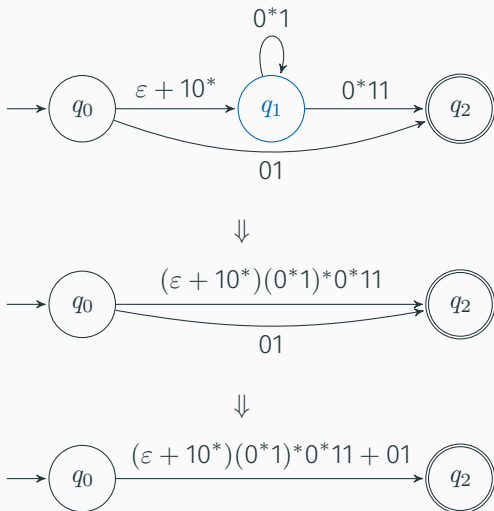 0*1
q0 ε + 10* q1 0*11 q2
01
⇓
(ε + 10*)(0*1)*0*11
q0 q2
01
⇓
(ε + 10*)(0*1)*0*11 + 01
q0 q2